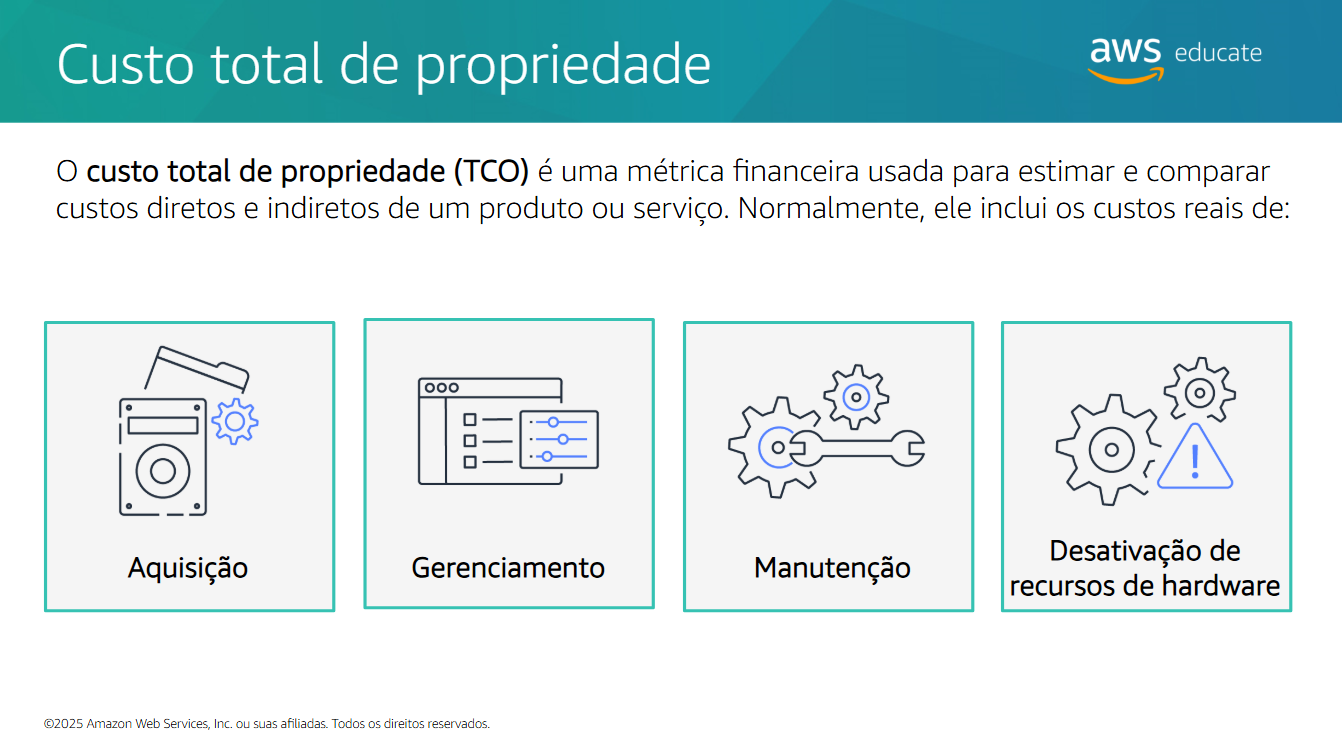 Custo total de propriedade
aws educate
O custo total de propriedade (TCO) é uma métrica financeira usada para estimar e comparar
custos diretos e indiretos de um produto ou serviço. Normalmente, ele inclui os custos reais de:
Aquisição
Gerenciamento
Manutenção
Desativação de
recursos de hardware
©2025 Amazon Web Services, Inc. ou suas afiliadas. Todos os direitos reservados.